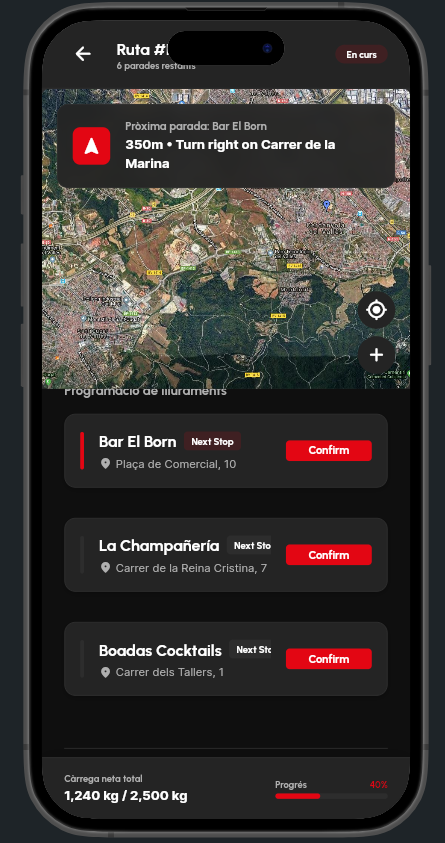 Ruta #
6 parades restants
En curs
Pròxima parada: Bar El Born
350m • Turn right on Carrer de la
Marina
Programació de lliuraments
Bar El Born
Next Stop
Plaça de Comercial, 10
Confirm
La Champañería
Next Sto
Carrer de la Reina Cristina, 7
Confirm
Boadas Cocktails
Next Sto
Carrer dels Tallers, 1
Confirm
Càrrega neta total
1,240 kg / 2,500 kg
Progrés
40%